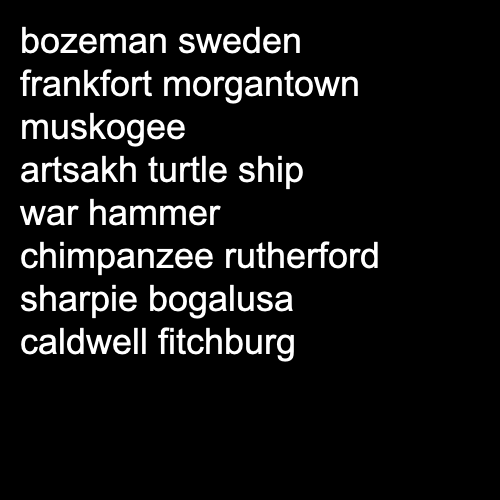 bozeman sweden
frankfort morgantown
muskogee
artsakh turtle ship
war hammer
chimpanzee rutherford
sharpie bogalusa
caldwell fitchburg